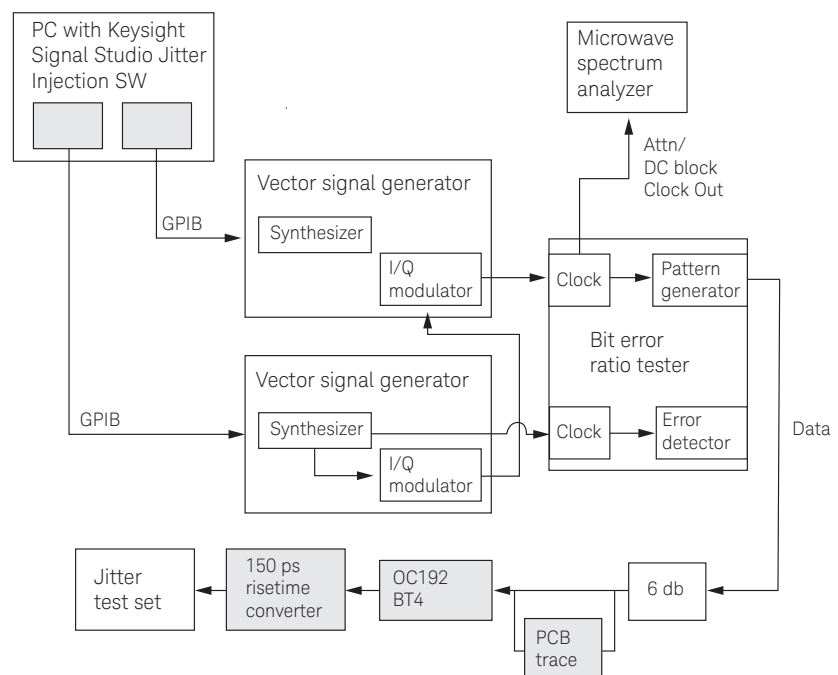 PC with Keysight
Signal Studio Jitter
Injection SW
Microwave
spectrum
analyzer
Attn/
DC block
Clock Out
GPIB
Vector signal generator
Synthesizer
I/Q
modulator
Clock
Pattern
generator
Bit error
ratio tester
GPIB
Vector signal generator
Synthesizer
I/Q
modulator
Clock
Error
detector
Data
Jitter
test set
150 ps
risetime
converter
OC192
BT4
6 db
PCB
trace